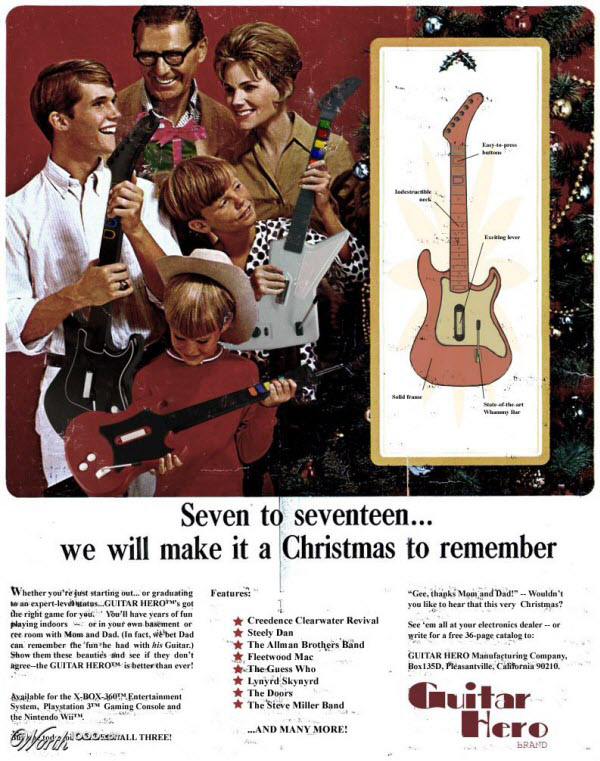 Easy-to-press
buttons
Indestructible
neck
Exciting lever
Solid frame
State-of-the-art
Whammy Bar
Seven to seventeen...
we will make it a Christmas to remember
Whether you're just starting out... or graduating
to an expert-level status...GUITAR HERO™'s got
the right game for you. You'll have years of fun
playing indoors -- or in your own basement or
rec room with Mom and Dad. (In fact, we bet Dad
can remember the fun he had with his Guitar.)
Show them these beauties and see if they don't
agree--the GUITAR HERO™ is better than ever!
Available for the X-BOX 360™ Entertainment
System, Playstation 3™ Gaming Console and
the Nintendo Wii™.
ALL THREE!
Worth1000
Features:
★ Creedence Clearwater Revival
★ Steely Dan
★ The Allman Brothers Band
★ Fleetwood Mac
★ The Guess Who
★ Lynyrd Skynyrd
★ The Doors
★ The Steve Miller Band
...AND MANY MORE!
“Gee, thanks Mom and Dad!” -- Wouldn't
you like to hear that this very Christmas?
See 'em all at your electronics dealer -- or
write for a free 36-page catalog to:
GUITAR HERO Manufacturing Company,
Box135D, Pleasantville, California 90210.
Guitar
Hero
BRAND